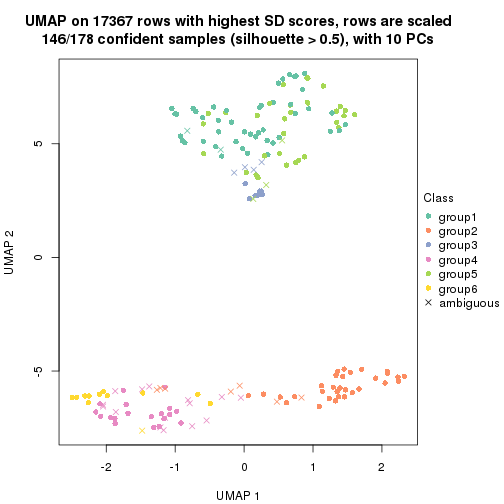 UMAP on 17367 rows with highest SD scores, rows are scaled
146/178 confident samples (silhouette > 0.5), with 10 PCs
5
0
-5
UMAP 2
-2
-1
0
1
2
UMAP 1
Class
group1
group2
group3
group4
group5
group6
ambiguous